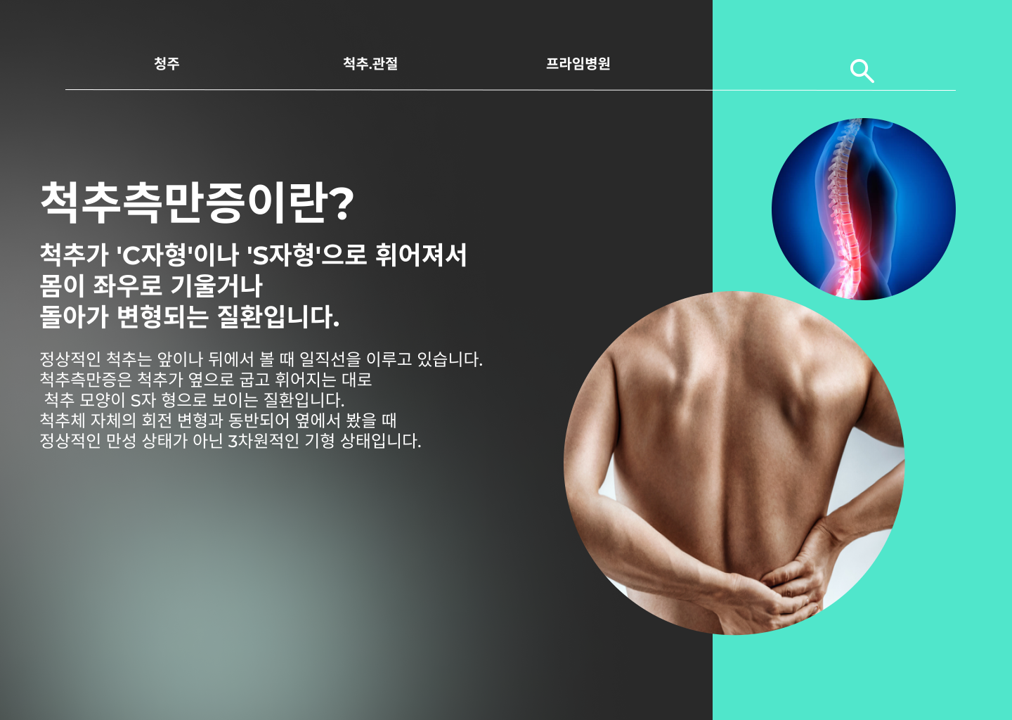 청주
척추.관절
프라임병원
척추측만증이란?
척추가 'C자형'이나 'S자형'으로 휘어져서
몸이 좌우로 기울거나
돌아가 변형되는 질환입니다.
정상적인 척추는 앞이나 뒤에서 볼 때 일직선을 이루고 있습니다.
척추측만증은 척추가 옆으로 굽고 휘어지는 대로
척추 모양이 S자 형으로 보이는 질환입니다.
척추체 자체의 회전 변형과 동반되어 옆에서 봤을 때
정상적인 만성 상태가 아닌 3차원적인 기형 상태입니다.